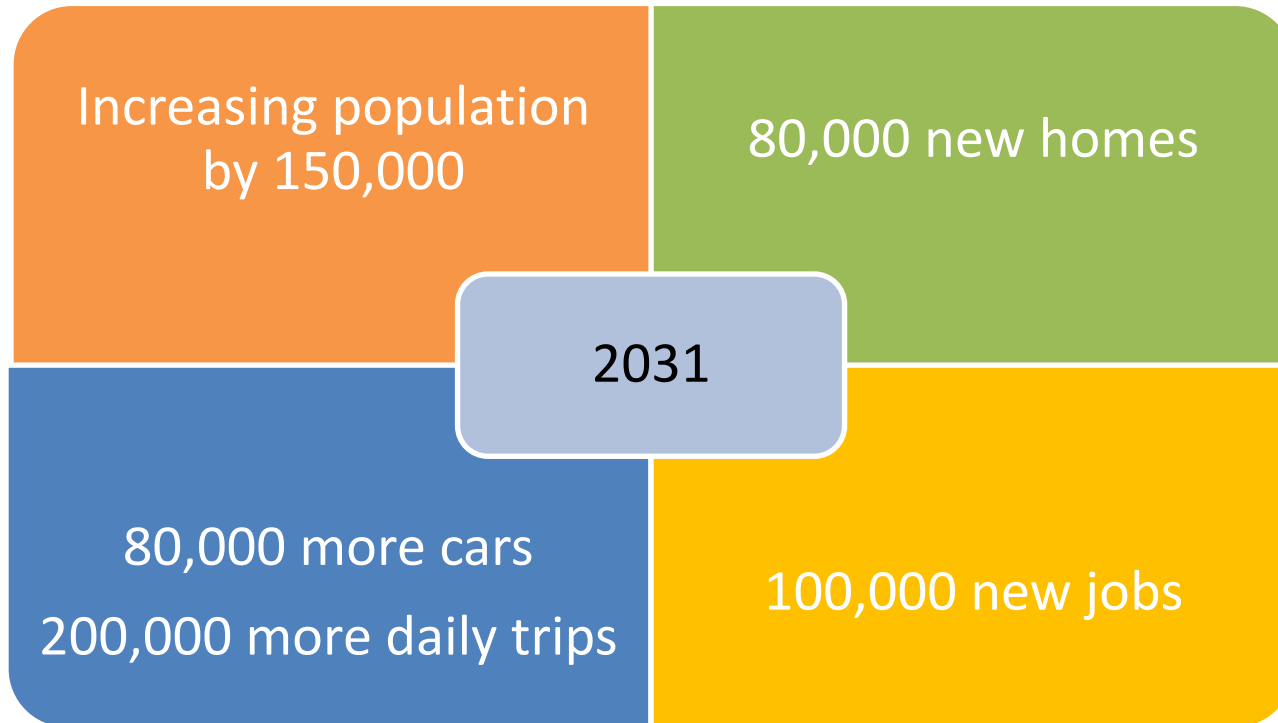 Increasing population
by 150,000
80,000 new homes
2031
80,000 more cars
200,000 more daily trips
100,000 new jobs